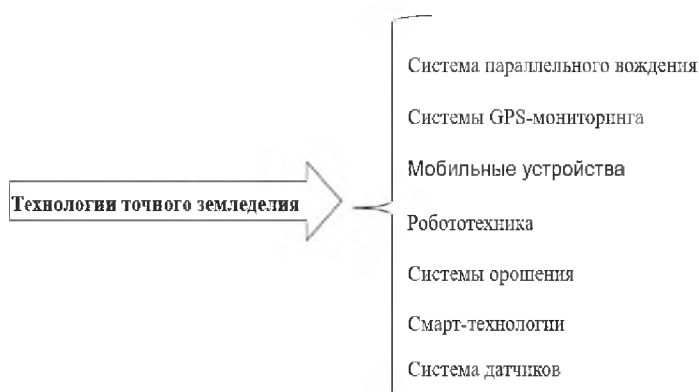 Технологии точного земледелия
Система параллельного вождения
Системы GPS-мониторинга
Мобильные устройства
Робототехника
Системы орошения
Смарт-технологии
Система датчиков